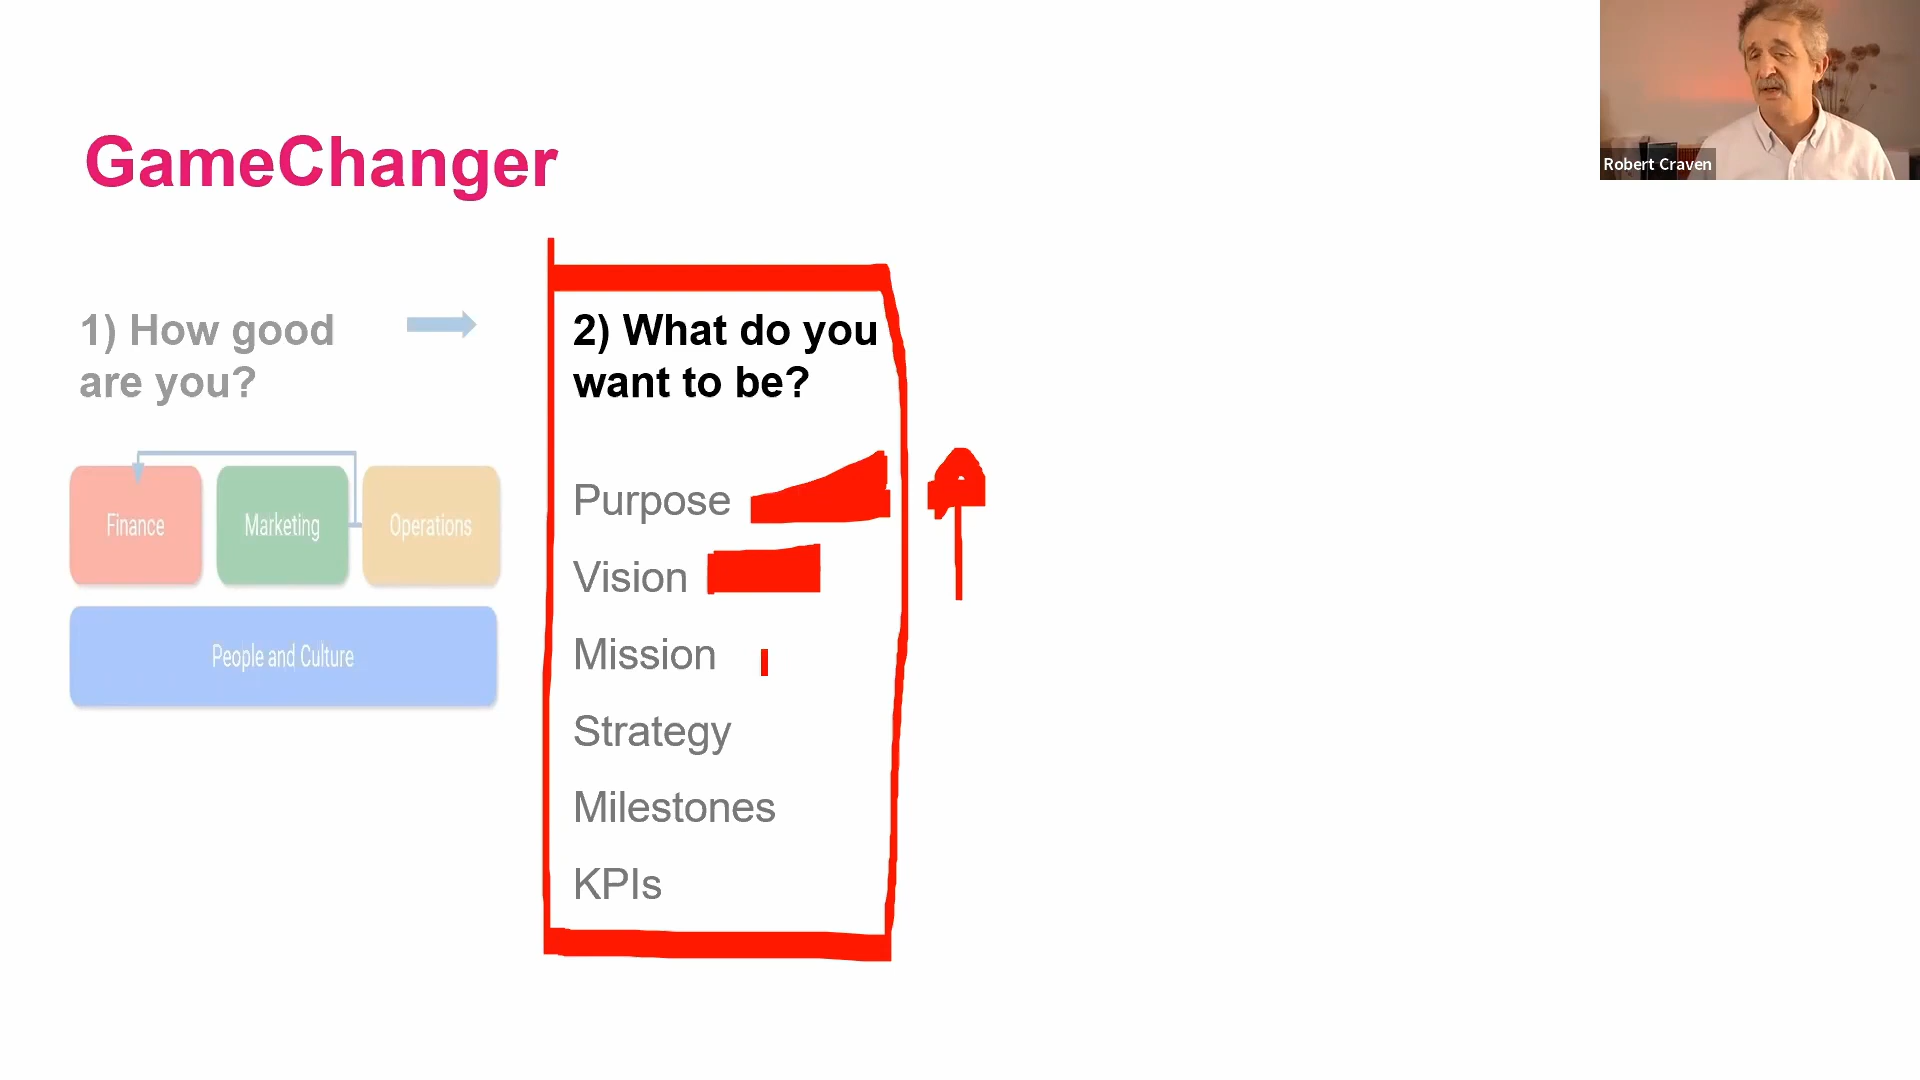 GameChanger
Robert Craven
1) How good
are you?
2) What do you
want to be?
Finance
Marketing
Operations
People and Culture
Purpose
Vision
Mission
Strategy
Milestones
KPIs